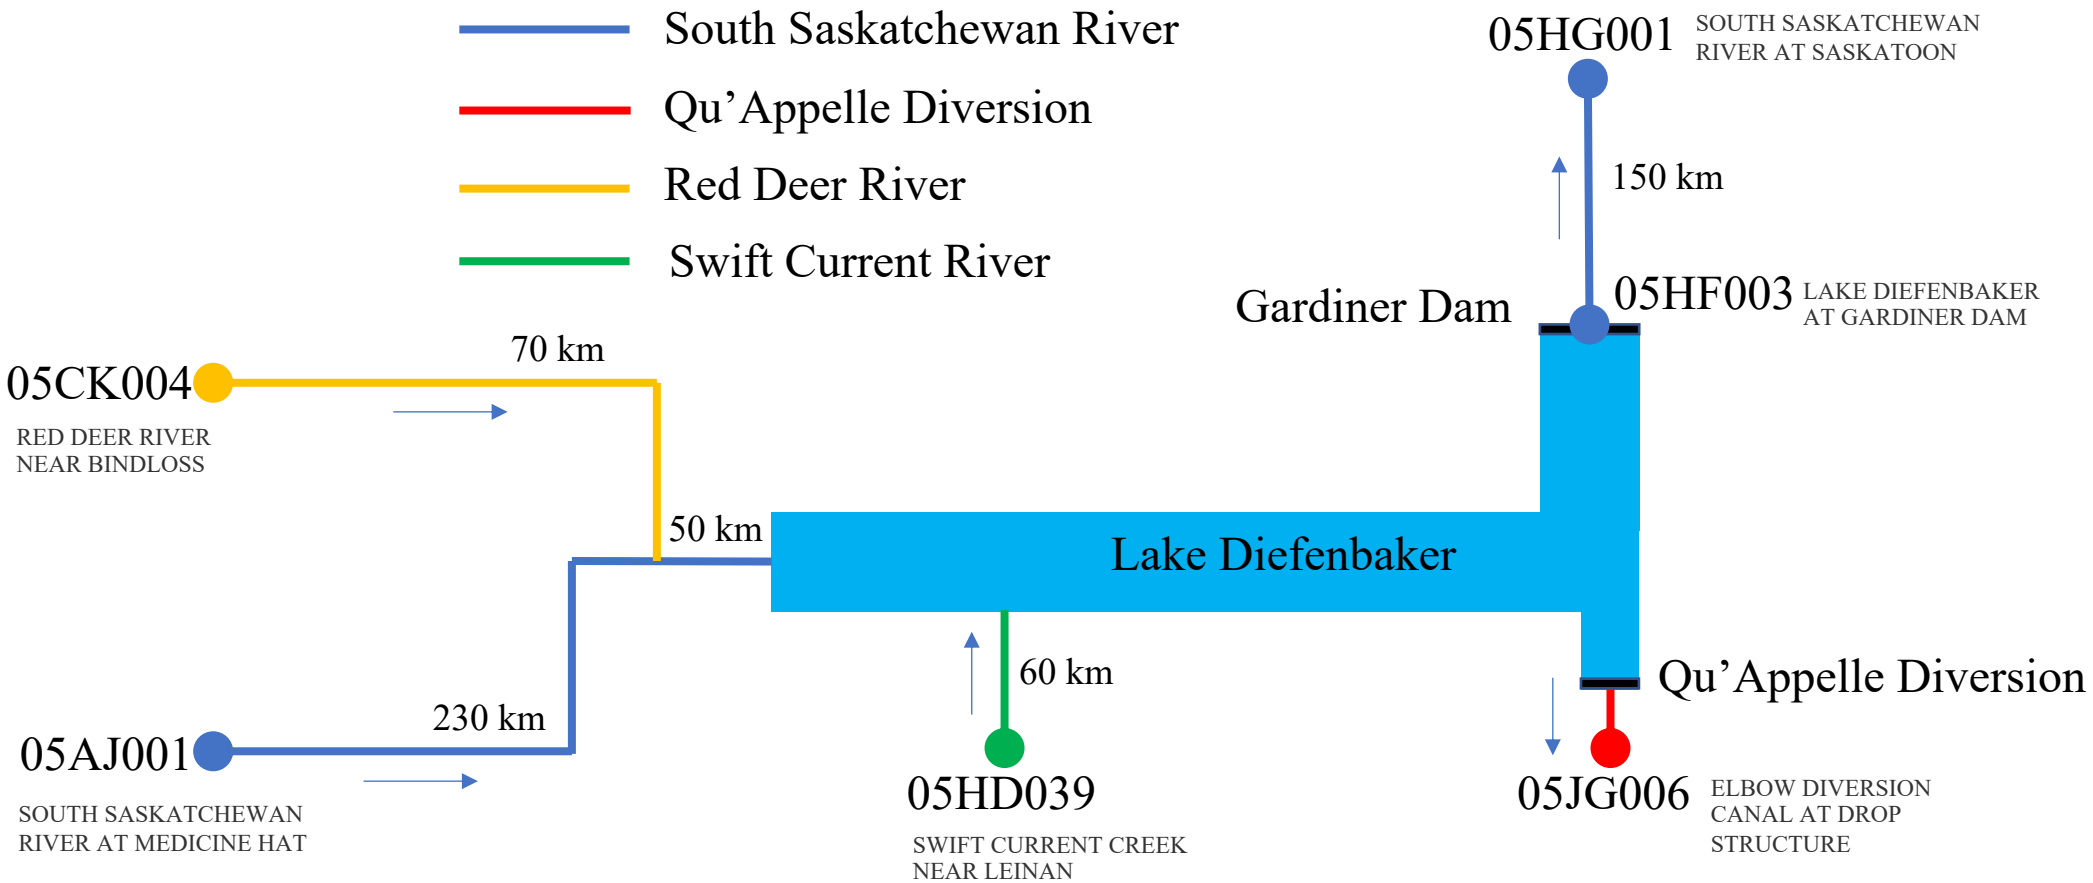 South Saskatchewan River
Qu’Appelle Diversion
Red Deer River
Swift Current River
05HG001
SOUTH SASKATCHEWAN
RIVER AT SASKATOON
150 km
Gardiner Dam
05HF003
LAKE DIEFENBAKER
AT GARDINER DAM
70 km
05CK004
RED DEER RIVER
NEAR BINDLOSS
50 km
Lake Diefenbaker
60 km
Qu’Appelle Diversion
230 km
05AJ001
SOUTH SASKATCHEWAN
RIVER AT MEDICINE HAT
05HD039
SWIFT CURRENT CREEK
NEAR LEINAN
05JG006
ELBOW DIVERSION
CANAL AT DROP
STRUCTURE